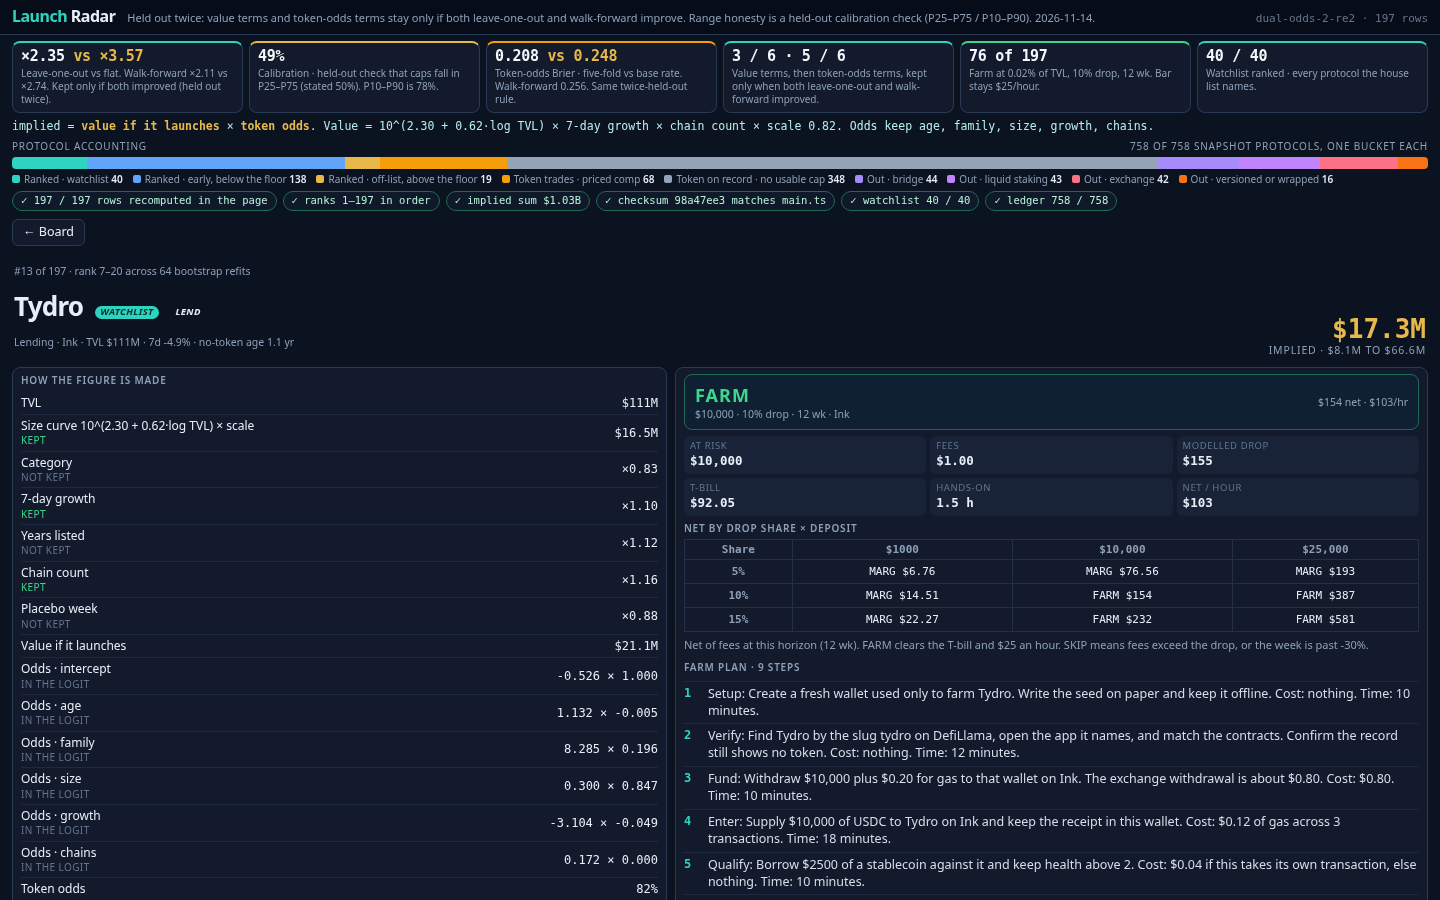 Launch Radar Held out twice: value terms and token-odds terms stay only if both leave-one-out and walk-forward improve. Range honesty is a held-out calibration check (P25–P75 / P10–P90). 2026-11-14. dual-odds-2-re2 · 197 rows
×2.35 vs ×3.57
Leave-one-out vs flat. Walk-forward ×2.11 vs
×2.74. Kept only if both improved (held out
twice).
49%
Calibration · held-out check that caps fall in
P25–P75 (stated 50%). P10–P90 is 78%.
0.208 vs 0.248
Token-odds Brier · five-fold vs base rate.
Walk-forward 0.256. Same twice-held-out
rule.
3 / 6 · 5 / 6
Value terms, then token-odds terms, kept
only when both leave-one-out and walk-
forward improved.
76 of 197
Farm at 0.02% of TVL, 10% drop, 12 wk. Bar
stays $25/hour.
40 / 40
Watchlist ranked · every protocol the house
list names.
implied = value if it launches × token odds. Value = 10^(2.30 + 0.62·log TVL) × 7-day growth × chain count × scale 0.82. Odds keep age, family, size, growth, chains.
PROTOCOL ACCOUNTING 758 OF 758 SNAPSHOT PROTOCOLS, ONE BUCKET EACH
Ranked · watchlist 40 Ranked · early, below the floor 138 Ranked · off-list, above the floor 19 Token trades · priced comp 68 Token on record · no usable cap 348 Out · bridge 44 Out · liquid staking 43 Out · exchange 42 Out · versioned or wrapped 16
✓ 197 / 197 rows recomputed in the page ✓ ranks 1–197 in order ✓ implied sum $1.03B ✓ checksum 98a47ee3 matches main.ts ✓ watchlist 40 / 40 ✓ ledger 758 / 758
← Board
#13 of 197 · rank 7–20 across 64 bootstrap refits
Tydro WATCHLIST LEND
Lending · Ink · TVL $111M · 7d -4.9% · no-token age 1.1 yr
$17.3M
IMPLIED · $8.1M TO $66.6M
HOW THE FIGURE IS MADE
TVL $111M
Size curve 10^(2.30 + 0.62·log TVL) × scale
KEPT
$16.5M
Category
NOT KEPT
×0.83
7-day growth
KEPT
×1.10
Years listed
NOT KEPT
×1.12
Chain count
KEPT
×1.16
Placebo week
NOT KEPT
×0.88
Value if it launches $21.1M
Odds · intercept
IN THE LOGIT
-0.526 × 1.000
Odds · age
IN THE LOGIT
1.132 × -0.005
Odds · family
IN THE LOGIT
8.285 × 0.196
Odds · size
IN THE LOGIT
0.300 × 0.847
Odds · growth
IN THE LOGIT
-3.104 × -0.049
Odds · chains
IN THE LOGIT
0.172 × 0.000
Token odds 82%
FARM
$10,000 · 10% drop · 12 wk · Ink
$154 net · $103/hr
AT RISK
$10,000
FEES
$1.00
MODELLED DROP
$155
T-BILL
$92.05
HANDS-ON
1.5 h
NET / HOUR
$103
NET BY DROP SHARE × DEPOSIT
Share $1000 $10,000 $25,000
5% MARG $6.76 MARG $76.56 MARG $193
10% MARG $14.51 FARM $154 FARM $387
15% MARG $22.27 FARM $232 FARM $581
Net of fees at this horizon (12 wk). FARM clears the T-bill and $25 an hour. SKIP means fees exceed the drop, or the week is past -30%.
FARM PLAN · 9 STEPS
1 Setup: Create a fresh wallet used only to farm Tydro. Write the seed on paper and keep it offline. Cost: nothing. Time: 10
minutes.
2 Verify: Find Tydro by the slug tydro on DefiLlama, open the app it names, and match the contracts. Confirm the record
still shows no token. Cost: nothing. Time: 12 minutes.
3 Fund: Withdraw $10,000 plus $0.20 for gas to that wallet on Ink. The exchange withdrawal is about $0.80. Cost: $0.80.
Time: 10 minutes.
4 Enter: Supply $10,000 of USDC to Tydro on Ink and keep the receipt in this wallet. Cost: $0.12 of gas across 3
transactions. Time: 18 minutes.
5 Qualify: Borrow $2500 of a stablecoin against it and keep health above 2. Cost: $0.04 if this takes its own transaction, else
nothing. Time: 10 minutes.